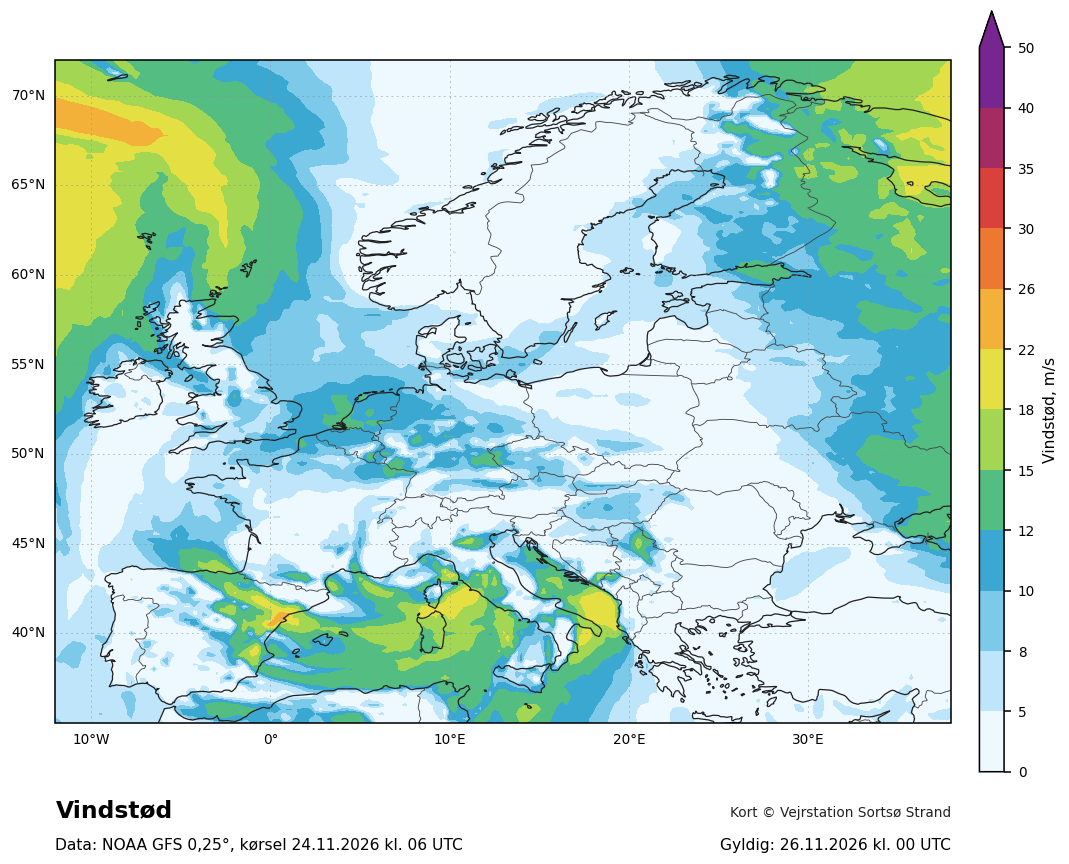 50
40
35
30
26
22
18
15
12
10
8
5
0
Vindstød, m/s
70°N
65°N
60°N
55°N
50°N
45°N
40°N
10°W
0°
10°E
20°E
30°E
Vindstød
Kort © Vejrstation Sortsø Strand
Data: NOAA GFS 0,25°, kørsel 24.11.2026 kl. 06 UTC
Gyldig: 26.11.2026 kl. 00 UTC